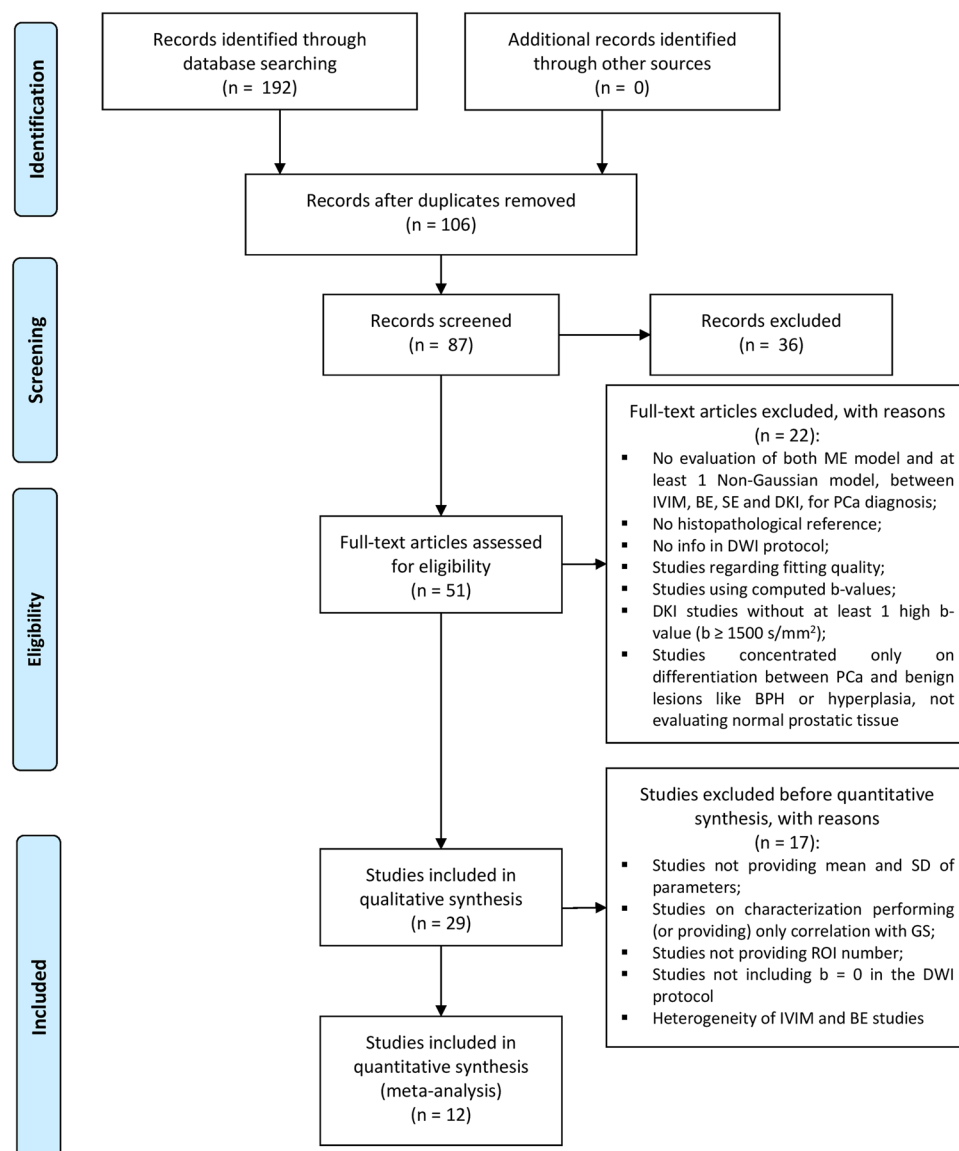 Identification
Records identified through
database searching
(n = 192)
Additional records identified
through other sources
(n = 0)
Records after duplicates removed
(n = 106)
Screening
Records screened
(n = 87)
Records excluded
(n = 36)
Eligibility
Full-text articles assessed
for eligibility
(n = 51)
Full-text articles excluded, with reasons
(n = 22):
▪ No evaluation of both ME model and at
least 1 Non-Gaussian model, between
IVIM, BE, SE and DKI, for PCa diagnosis;
▪ No histopathological reference;
▪ No info in DWI protocol;
▪ Studies regarding fitting quality;
▪ Studies using computed b-values;
▪ DKI studies without at least 1 high b-
value (b ≥ 1500 s/mm²);
▪ Studies concentrated only on
differentiation between PCa and benign
lesions like BPH or hyperplasia, not
evaluating normal prostatic tissue
Included
Studies included in
qualitative synthesis
(n = 29)
Studies excluded before quantitative
synthesis, with reasons
(n = 17):
▪ Studies not providing mean and SD of
parameters;
▪ Studies on characterization performing
(or providing) only correlation with GS;
▪ Studies not providing ROI number;
▪ Studies not including b = 0 in the DWI
protocol
▪ Heterogeneity of IVIM and BE studies
Studies included in
quantitative synthesis
(meta-analysis)
(n = 12)